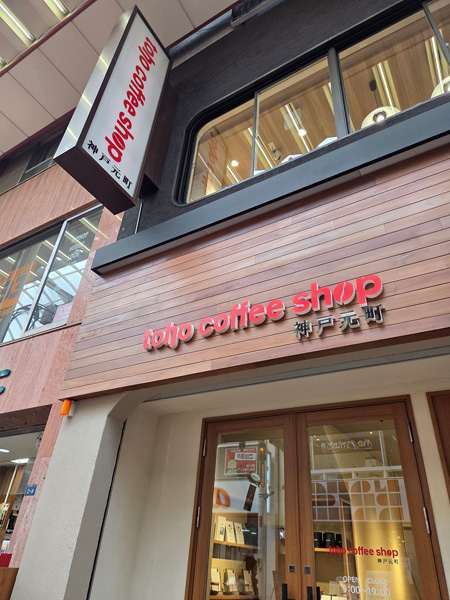 toho coffee shop
神戸元町
toho coffee shop
神戸元町
toho coffee shop
神戸元町
OPEN CLOSE